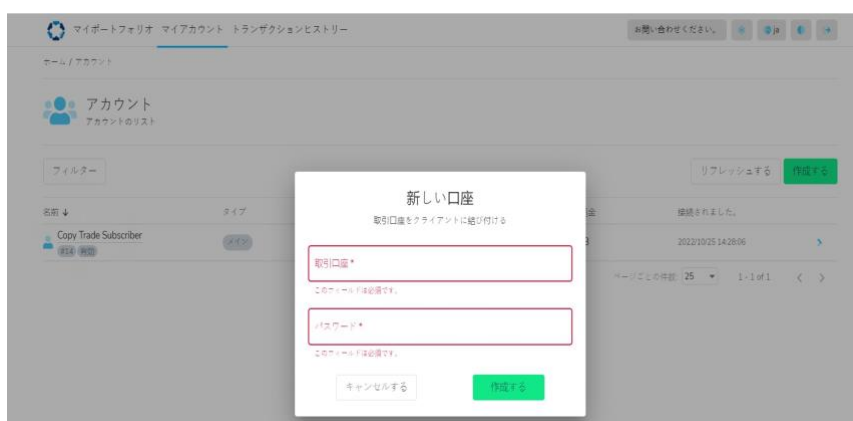 マイポートフォリオ マイアカウント トランザクションヒストリー
お問い合わせください。 ja
ホーム / アカウント
アカウント
アカウントのリスト
フィルター リフレッシュする 作成する
名前 ↓ タイプ 金 接続されました。
Copy Trade Subscriber
#14 有効 メイン 2022/10/25 14:28:06
ページごとの件数: 25 1 - 1 of 1
新しい口座
取引口座をクライアントに結び付ける
取引口座 *
このフィールドは必須です。
パスワード *
このフィールドは必須です。
キャンセルする 作成する